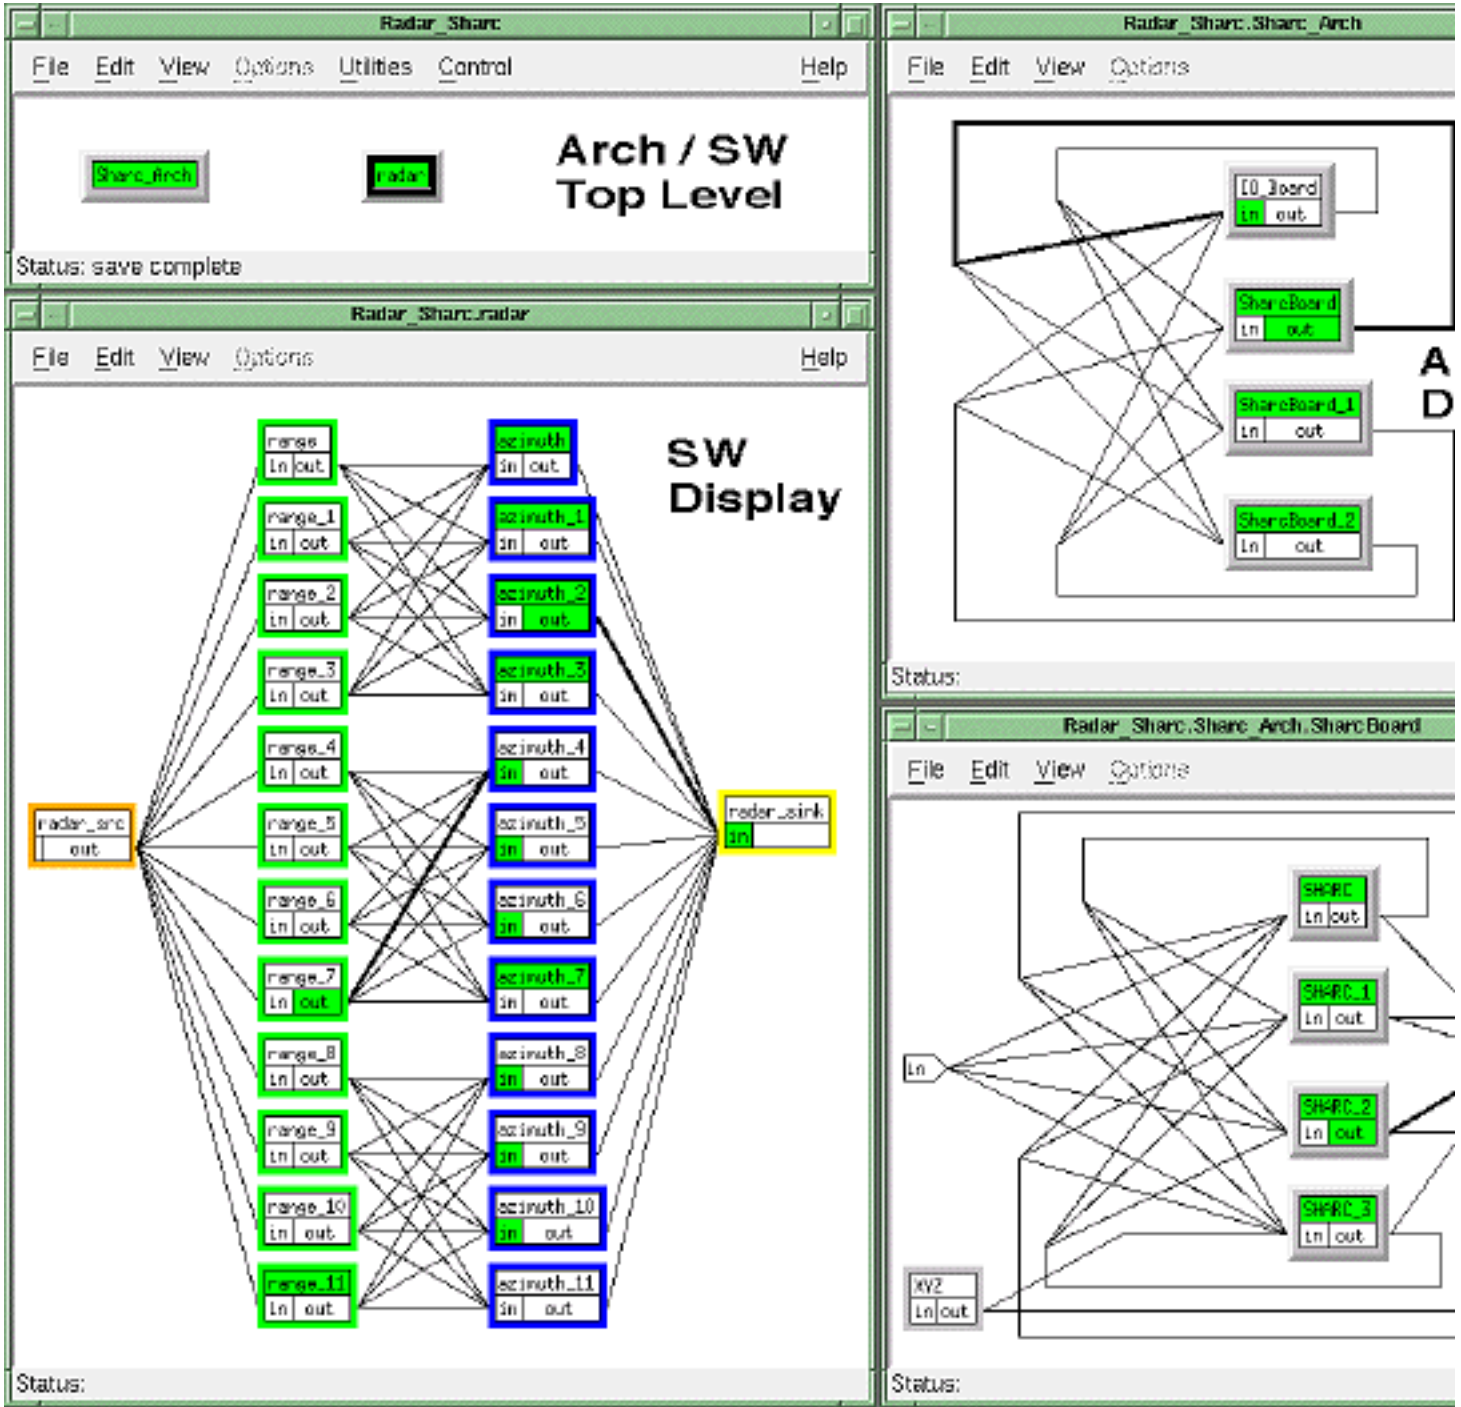 Radar_Sharc
File Edit View Options Utilities Control Help
Sharc_Arch radar
Arch / SW
Top Level
Status: save complete
Radar_Sharc.radar
File Edit View Options Help
SW
Display
range
in out
range_1
in out
range_2
in out
range_3
in out
range_4
in out
range_5
in out
range_6
in out
range_7
in out
range_8
in out
range_9
in out
range_10
in out
range_11
in out
azimuth
in out
azimuth_1
in out
azimuth_2
in out
azimuth_3
in out
azimuth_4
in out
azimuth_5
in out
azimuth_6
in out
azimuth_7
in out
azimuth_8
in out
azimuth_9
in out
azimuth_10
in out
azimuth_11
in out
radar_src
out
radar_sink
in
Status:
Radar_Sharc.Sharc_Arch
File Edit View Options
IO_Board
in out
SharcBoard
in out
SharcBoard_1
in out
SharcBoard_2
in out
A
D
Status:
Radar_Sharc.Sharc_Arch.SharcBoard
File Edit View Options
SHARC
in out
SHARC_1
in out
in
SHARC_2
in out
SHARC_3
in out
XYZ
in out
Status: